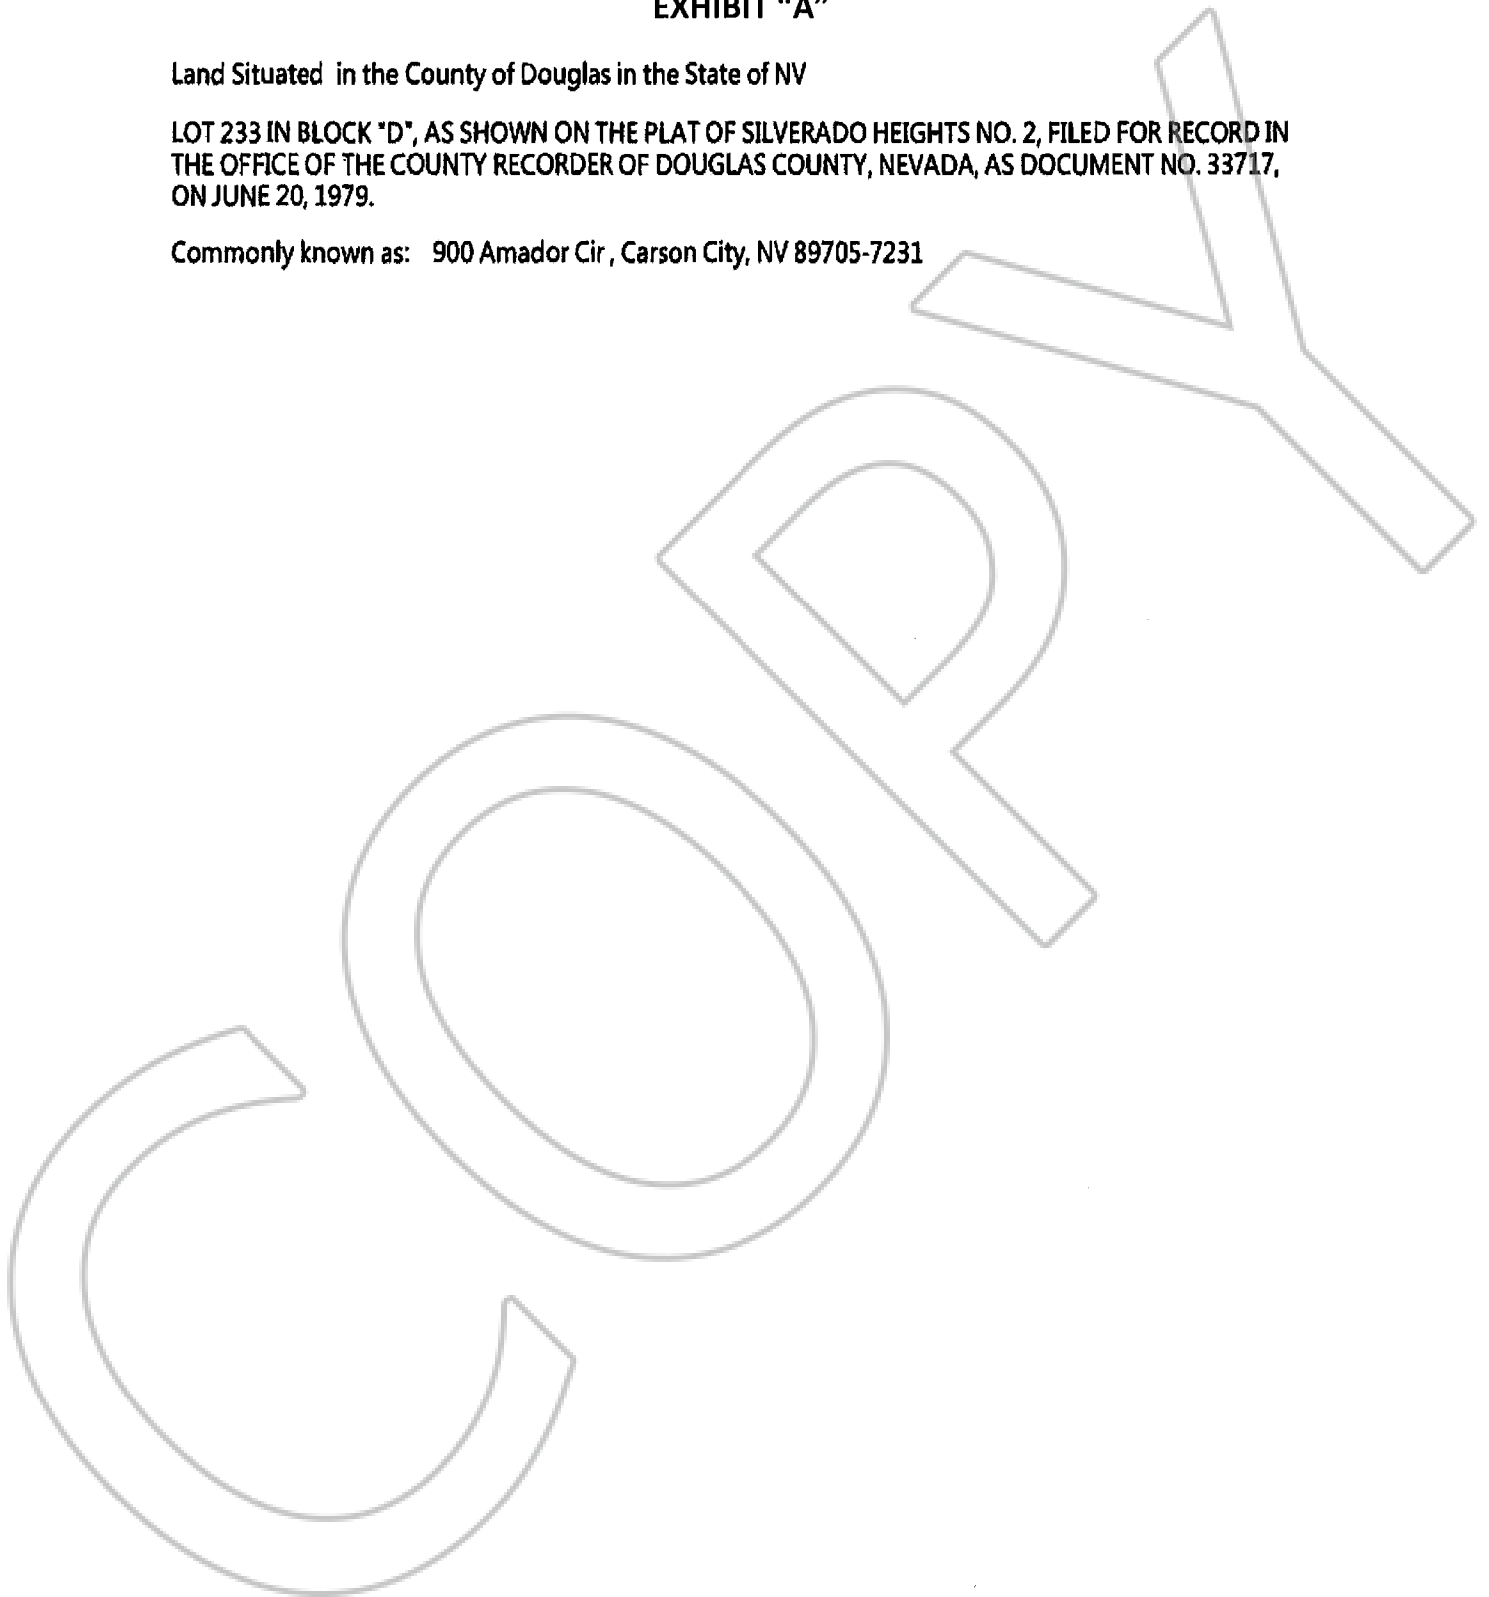 EXHIBIT "A"
Land Situated in the County of Douglas in the State of NV
LOT 233 IN BLOCK "D", AS SHOWN ON THE PLAT OF SILVERADO HEIGHTS NO. 2, FILED FOR RECORD IN
THE OFFICE OF THE COUNTY RECORDER OF DOUGLAS COUNTY, NEVADA, AS DOCUMENT NO. 33717,
ON JUNE 20, 1979.
Commonly known as: 900 Amador Cir , Carson City, NV 89705-7231
COPY